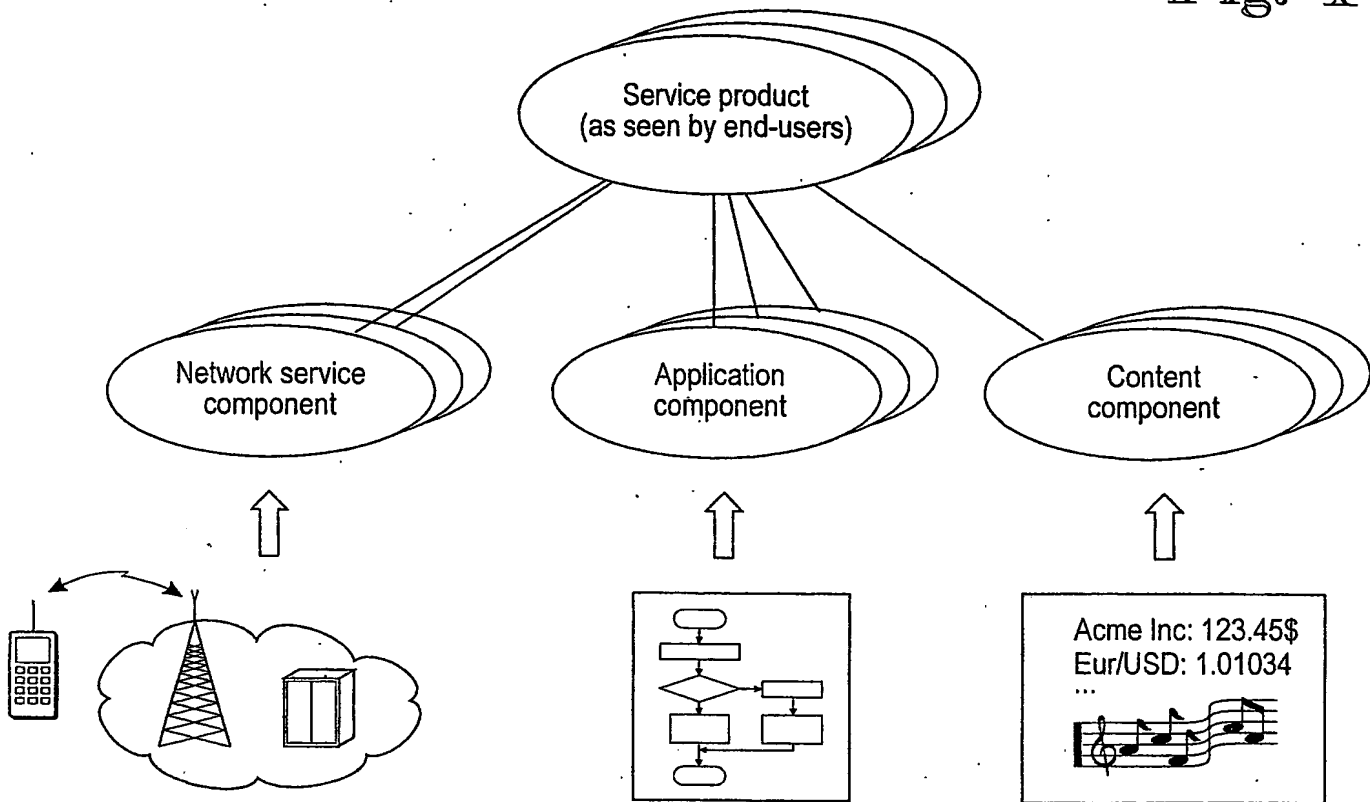 Service product
(as seen by end-users)
Network service
component
Application
component
Content
component
Acme Inc: 123.45$
Eur/USD: 1.01034
...